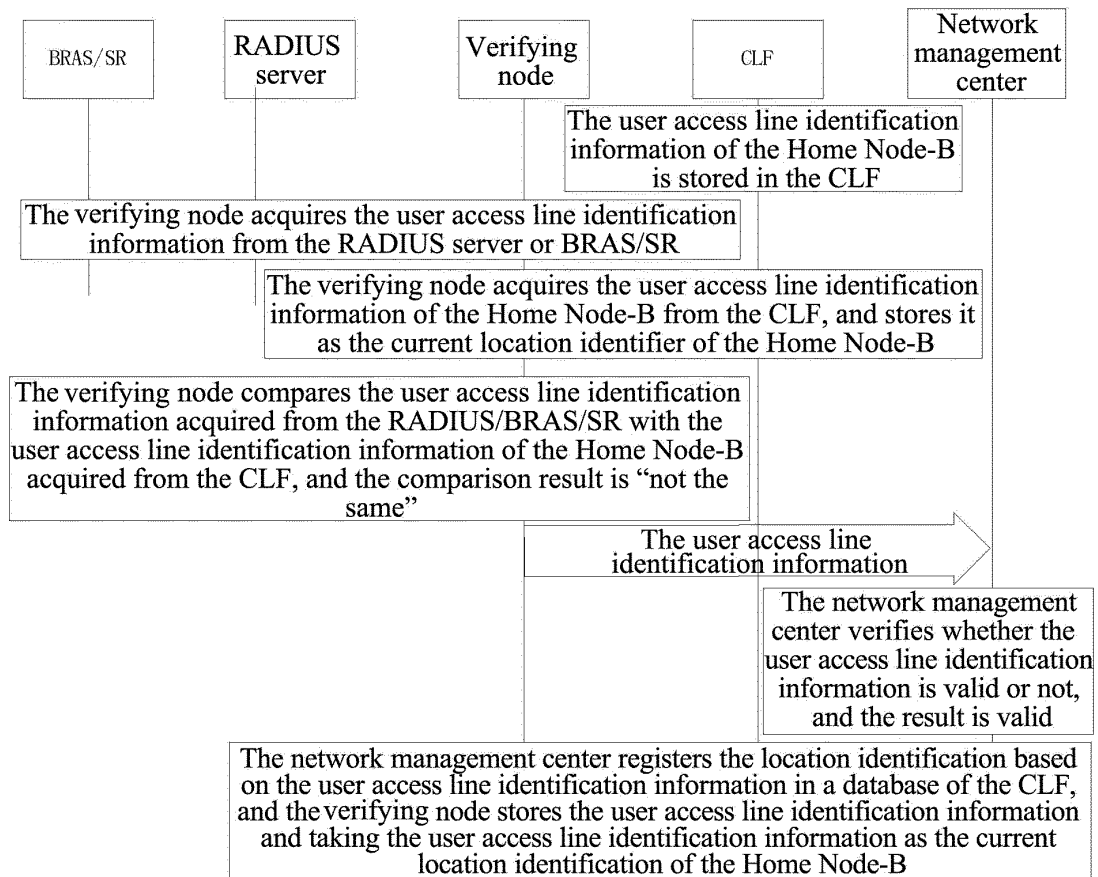 BRAS/SR
RADIUS
server
Verifying
node
CLF
Network
management
center
The user access line identification
information of the Home Node-B
is stored in the CLF
The verifying node acquires the user access line identification
information from the RADIUS server or BRAS/SR
The verifying node acquires the user access line identification
information of the Home Node-B from the CLF, and stores it
as the current location identifier of the Home Node-B
The verifying node compares the user access line identification
information acquired from the RADIUS/BRAS/SR with the
user access line identification information of the Home Node-B
acquired from the CLF, and the comparison result is “not the
same”
The user access line
identification information
The network management
center verifies whether the
user access line identification
information is valid or not,
and the result is valid
The network management center registers the location identification based
on the user access line identification information in a database of the CLF,
and the verifying node stores the user access line identification information
and taking the user access line identification information as the current
location identification of the Home Node-B